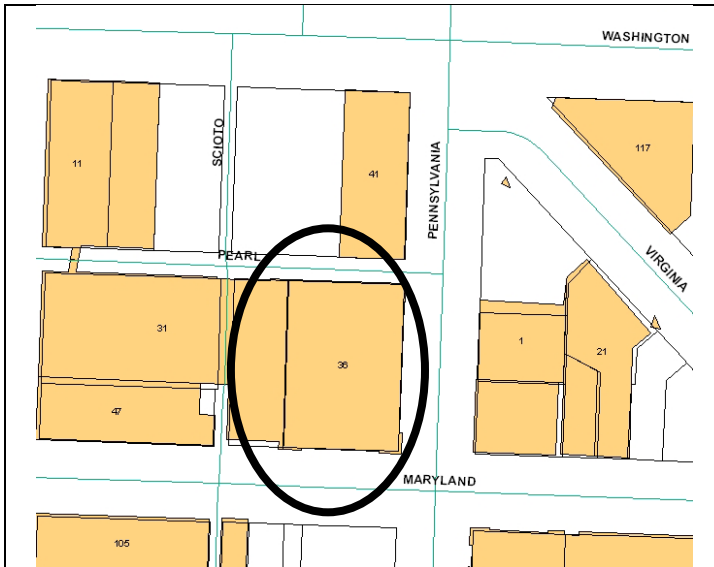 WASHINGTON
SCIOTO
11
41
PENNSYLVANIA
117
PEARL
VIRGINIA
31
36
1
21
47
MARYLAND
105